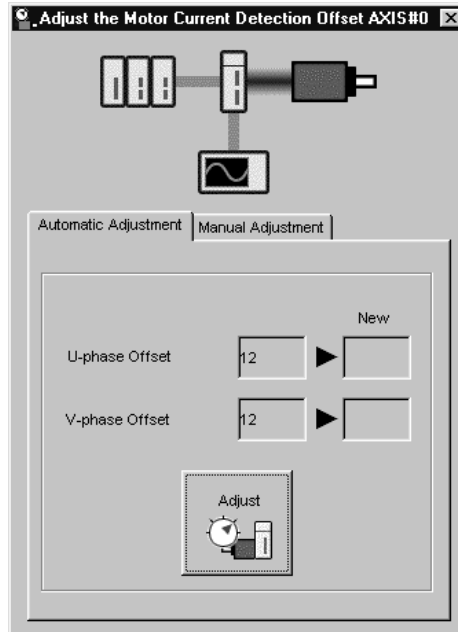 Adjust the Motor Current Detection Offset AXIS#0
Automatic Adjustment Manual Adjustment
New
U-phase Offset 12
V-phase Offset 12
Adjust